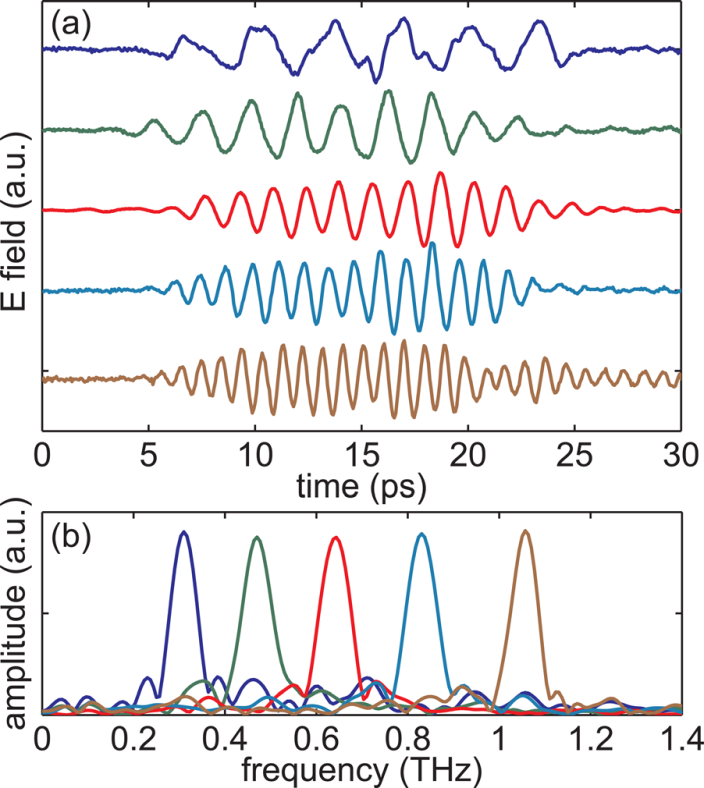 (a)
E field (a.u.)
0 5 10 15 20 25 30
time (ps)
(b)
amplitude (a.u.)
0 0.2 0.4 0.6 0.8 1 1.2 1.4
frequency (THz)